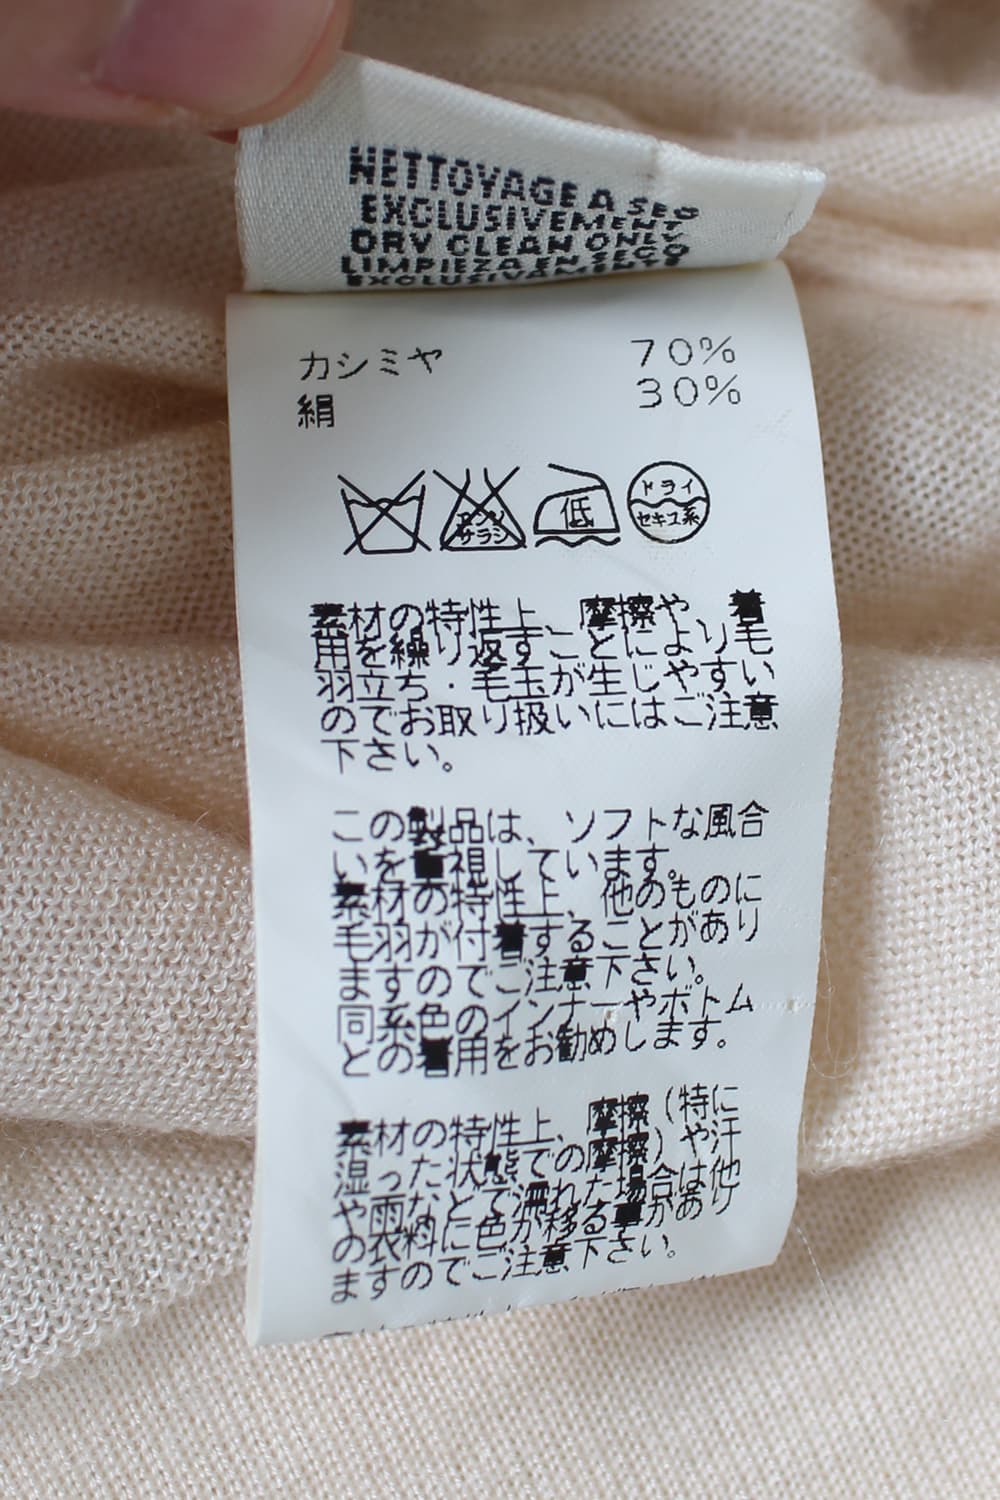 NETTOYAGE A SEC
EXCLUSIVEMENT
DRY CLEAN ONLY
LIMPIEZA EN SECO
EXCLUSIVAMENTE
カシミヤ 70%
絹 30%
エンソ
サラシ
低
ドライ
セキユ系
素材の特性上、摩擦や、着
用を繰り返すことにより毛
羽立ち・毛玉が生じやすい
のでお取り扱いにはご注意
下さい。
この製品は、ソフトな風合
いを重視しています。
素材の特性上、他のものに
毛羽が付着することがあり
ますのでご注意下さい。
同系色のインナーやボトム
との着用をお勧めします。
素材の特性上、摩擦(特に
湿った状態での摩擦)や汗
や雨などで濡れた場合は他
の衣料に色が移る事があり
ますのでご注意下さい。